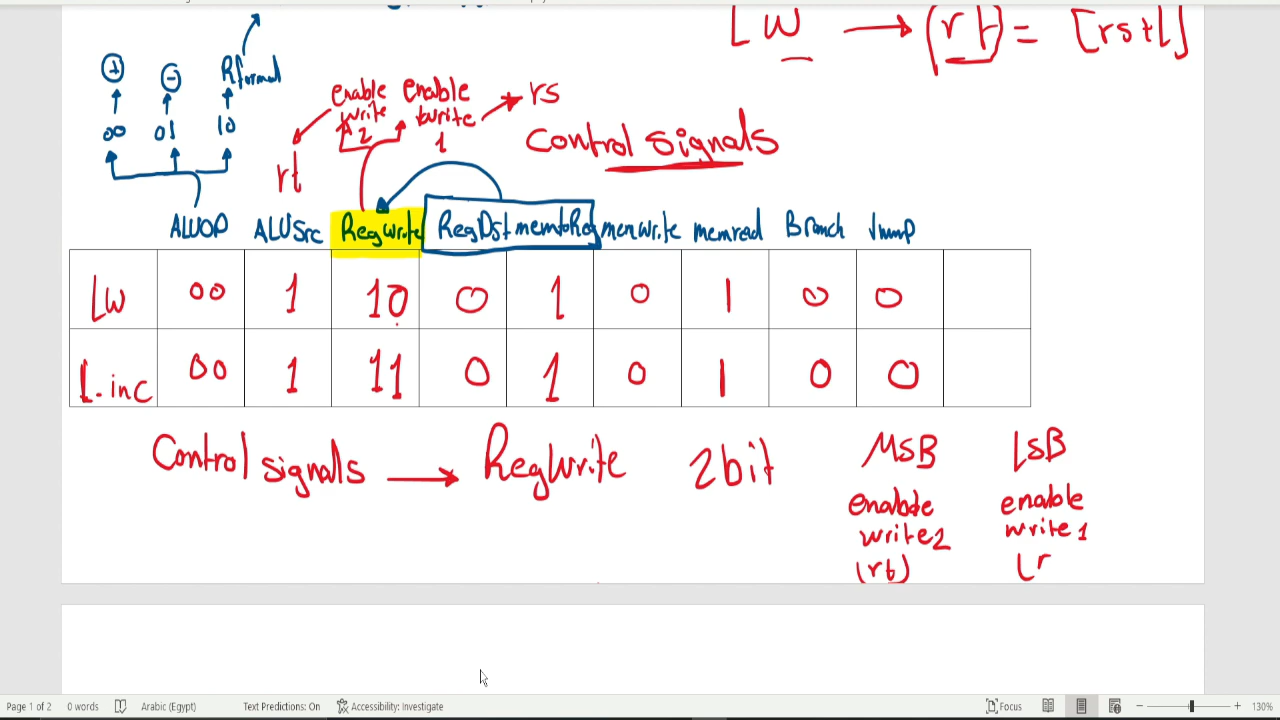 LW → (rt) = [rs+L]
+ - Rformat
00 01 10
enable write 2
enable write 1
rs
rt
Control signals
ALUOP ALUSrc RegWrite RegDst memtoReg memwrite memread Branch Jump
LW 00 1 10 0 1 0 1 0 0
L.inc 00 1 11 0 1 0 1 0 0
Control signals → RegWrite 2bit
MSB LSB
enable enable
write2 write1
(rt) (r
Page 1 of 2 0 words Arabic (Egypt) Text Predictions: On Accessibility: Investigate Focus 130%